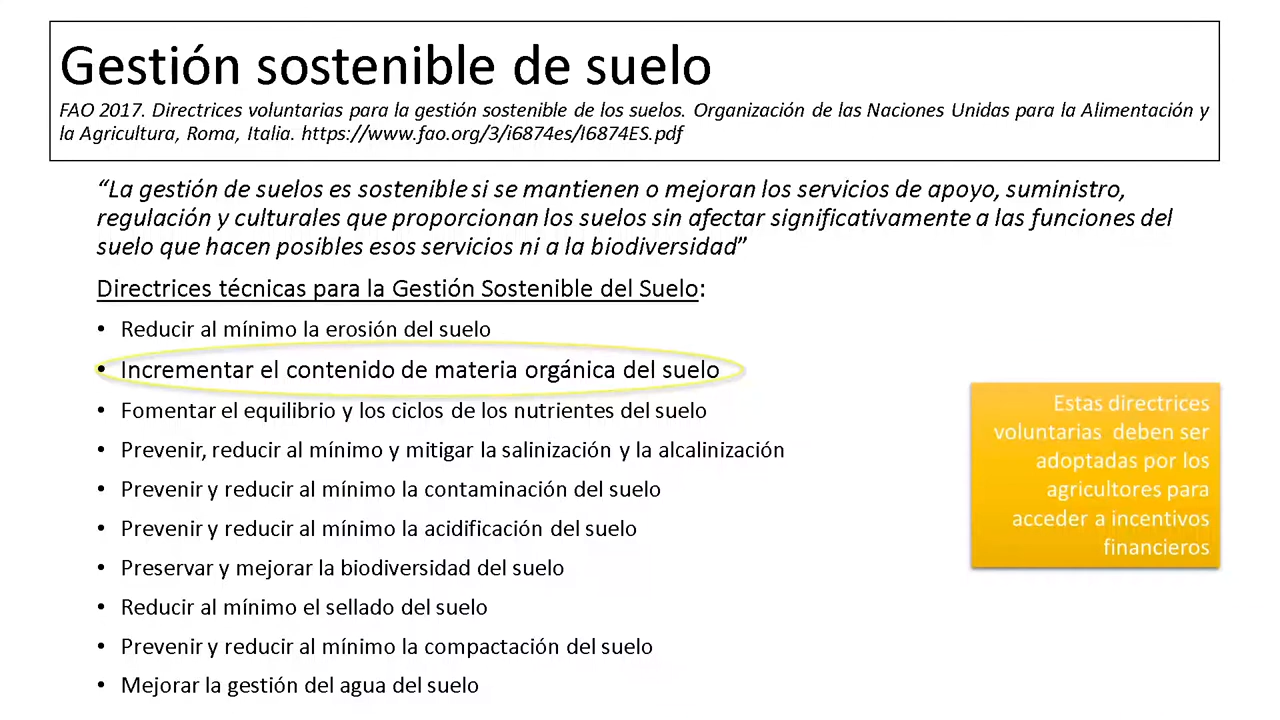 Gestión sostenible de suelo
FAO 2017. Directrices voluntarias para la gestión sostenible de los suelos. Organización de las Naciones Unidas para la Alimentación y
la Agricultura, Roma, Italia. https://www.fao.org/3/i6874es/I6874ES.pdf
“La gestión de suelos es sostenible si se mantienen o mejoran los servicios de apoyo, suministro,
regulación y culturales que proporcionan los suelos sin afectar significativamente a las funciones del
suelo que hacen posibles esos servicios ni a la biodiversidad”
Directrices técnicas para la Gestión Sostenible del Suelo:
• Reducir al mínimo la erosión del suelo
• Incrementar el contenido de materia orgánica del suelo
• Fomentar el equilibrio y los ciclos de los nutrientes del suelo
• Prevenir, reducir al mínimo y mitigar la salinización y la alcalinización
• Prevenir y reducir al mínimo la contaminación del suelo
• Prevenir y reducir al mínimo la acidificación del suelo
• Preservar y mejorar la biodiversidad del suelo
• Reducir al mínimo el sellado del suelo
• Prevenir y reducir al mínimo la compactación del suelo
• Mejorar la gestión del agua del suelo
Estas directrices
voluntarias deben ser
adoptadas por los
agricultores para
acceder a incentivos
financieros